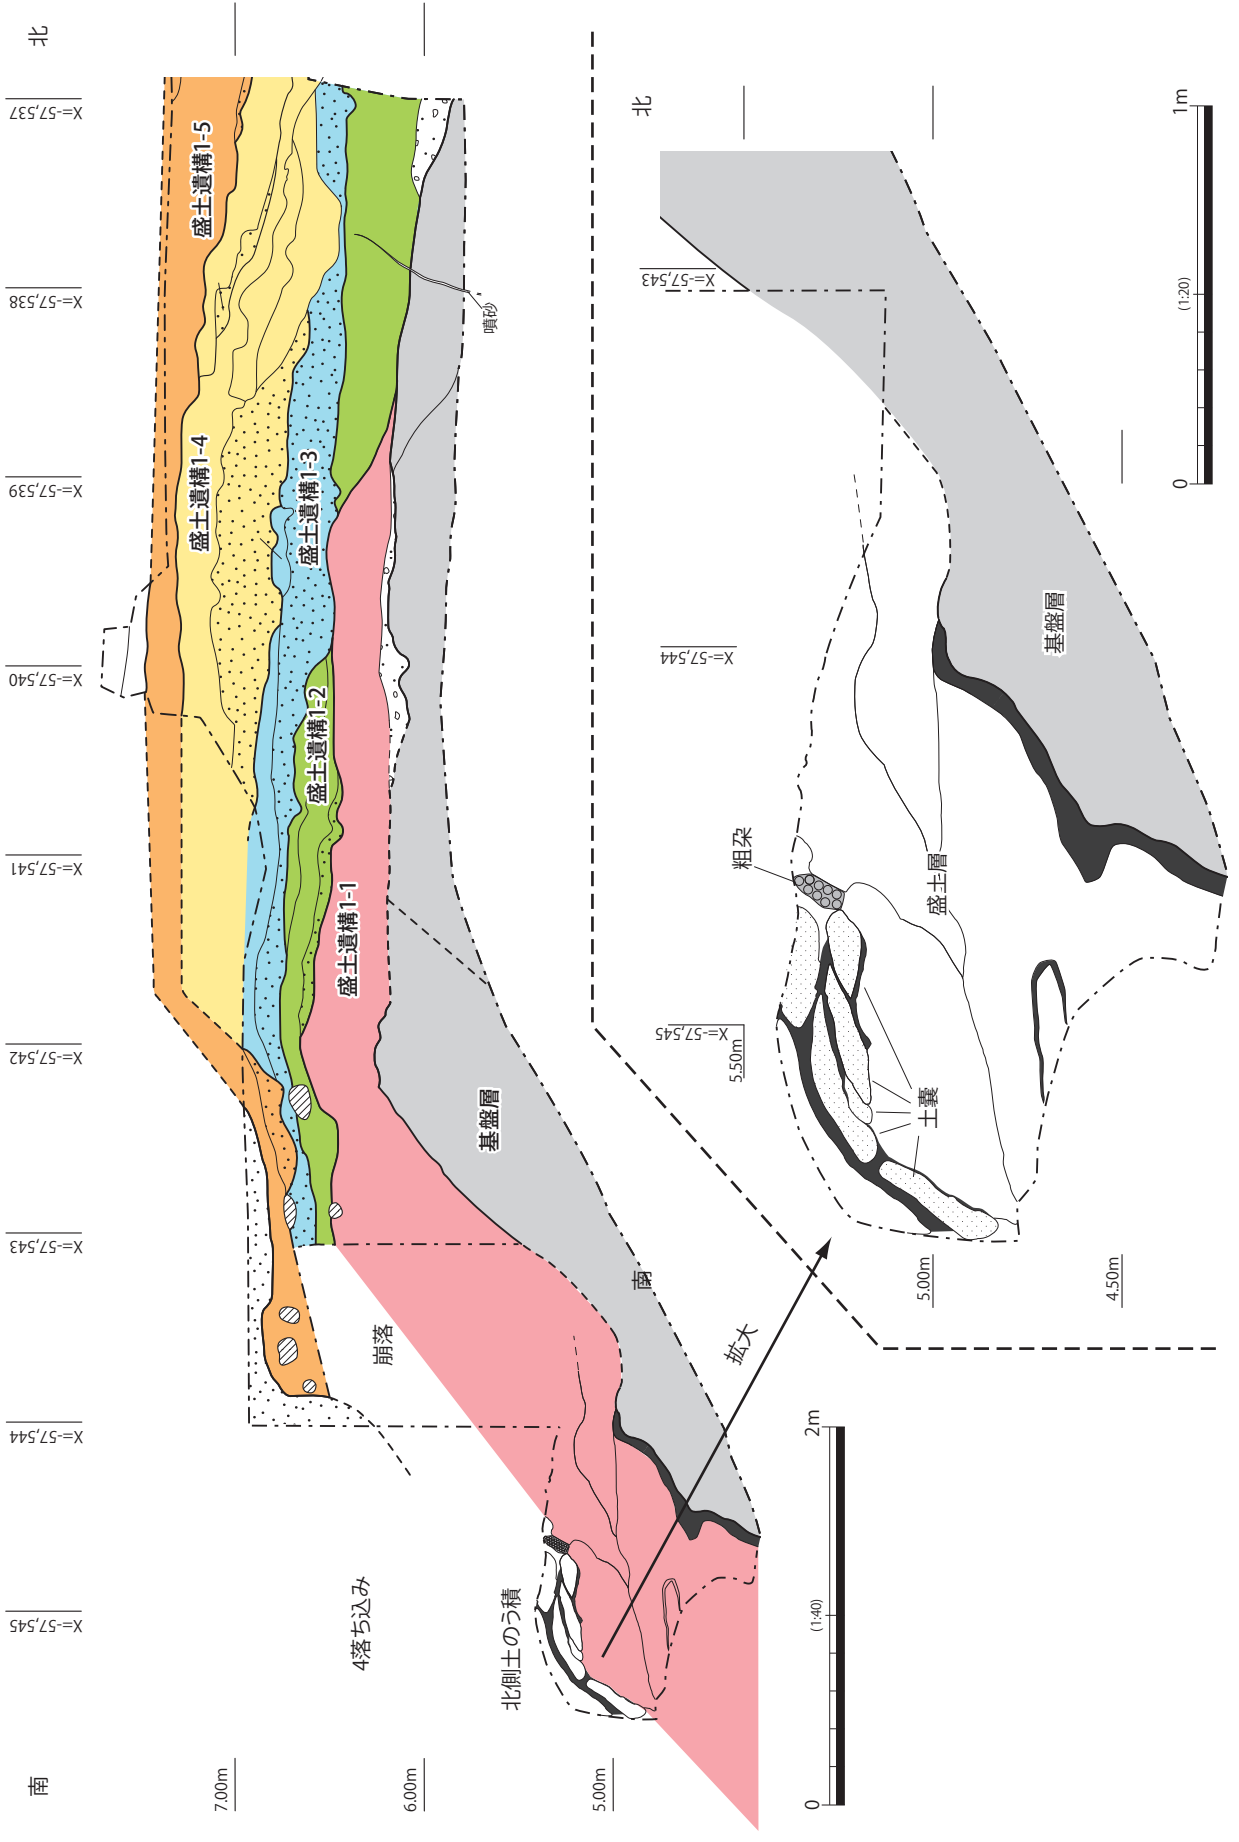 南
北
X=-57,545
X=-57,544
X=-57,543
X=-57,542
X=-57,541
X=-57,540
X=-57,539
X=-57,538
X=-57,537
7.00m
6.00m
5.00m
盛土遺構1-5
盛土遺構1-4
盛土遺構1-3
盛土遺構1-2
盛土遺構1-1
基盤層
噴砂
崩落
4落ち込み
北側土のう積
拡大
0
(1:40)
2m
南
北
X=-57,545
X=-57,544
X=-57,543
5.50m
5.00m
4.50m
粗朶
盛土層
土嚢
基盤層
0
(1:20)
1m